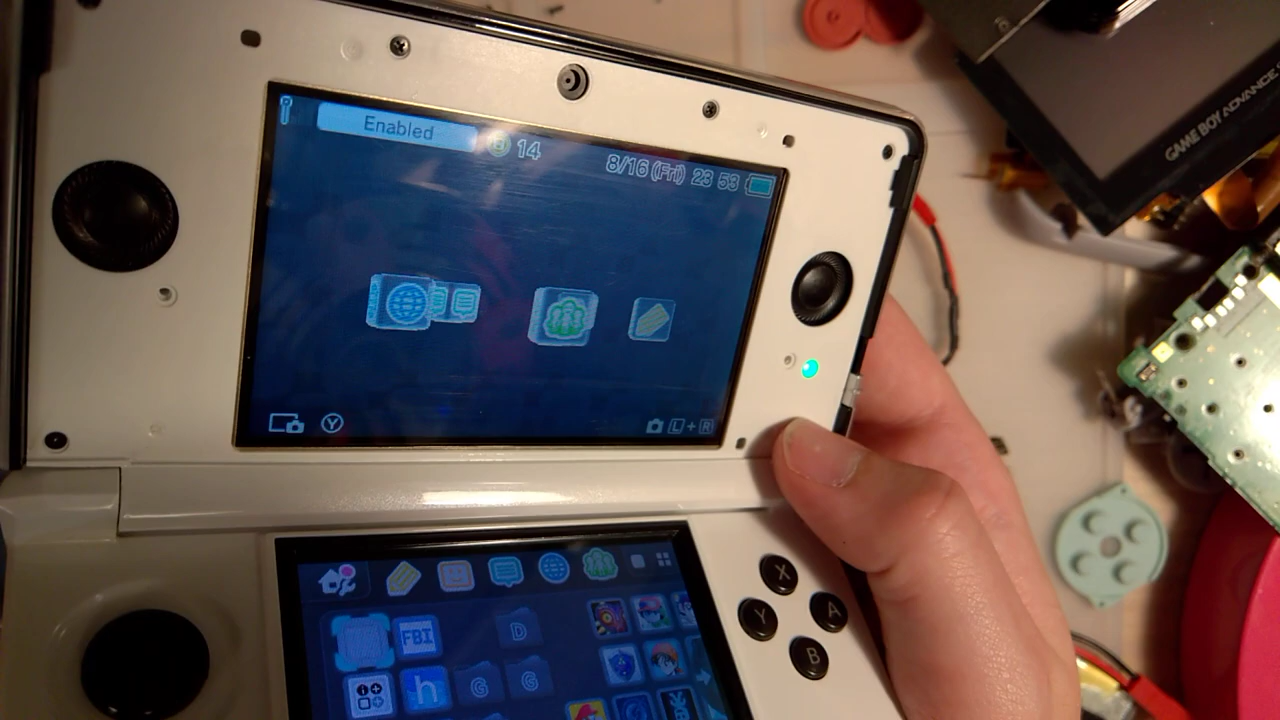 Enabled
14
8/16 (Fri) 23 53
Y
L + R
GAME BOY ADVANCE
FBI
D
h
G
G
X
Y
A
B